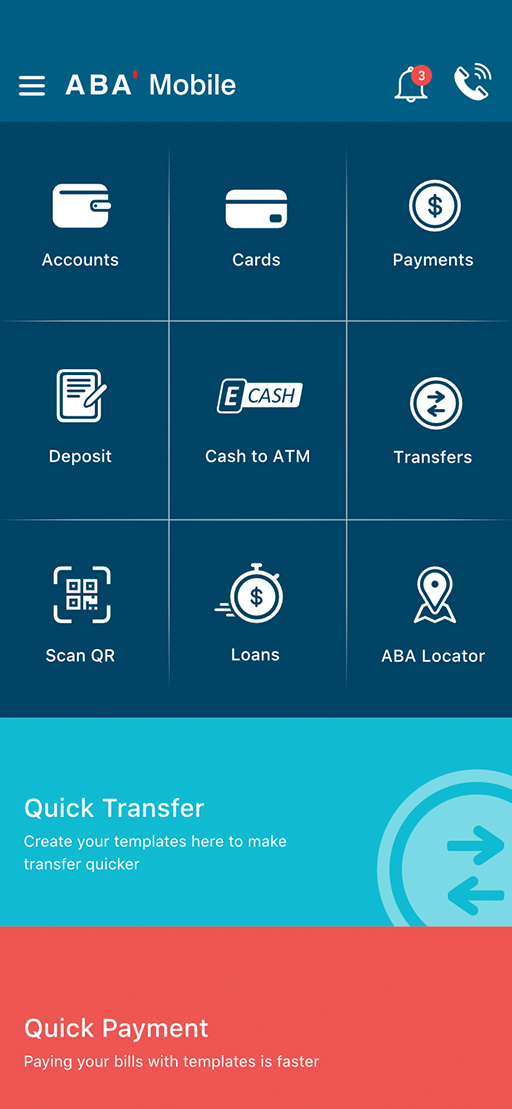 ABA' Mobile
3
Accounts
Cards
$
Payments
Deposit
E CASH
Cash to ATM
Transfers
Scan QR
$
Loans
ABA Locator
Quick Transfer
Create your templates here to make
transfer quicker
Quick Payment
Paying your bills with templates is faster